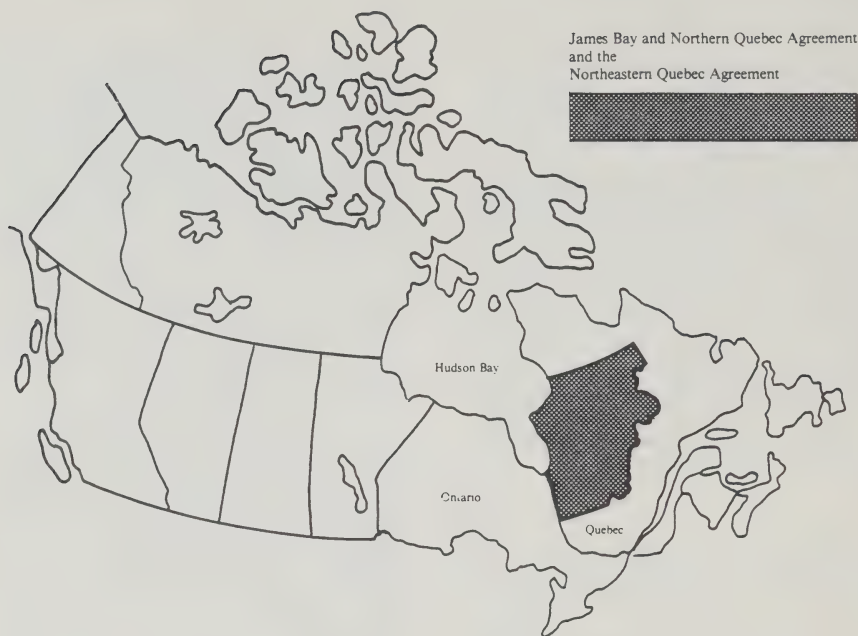 James Bay and Northern Quebec Agreement
and the
Northeastern Quebec Agreement
Hudson Bay
Ontario
Quebec